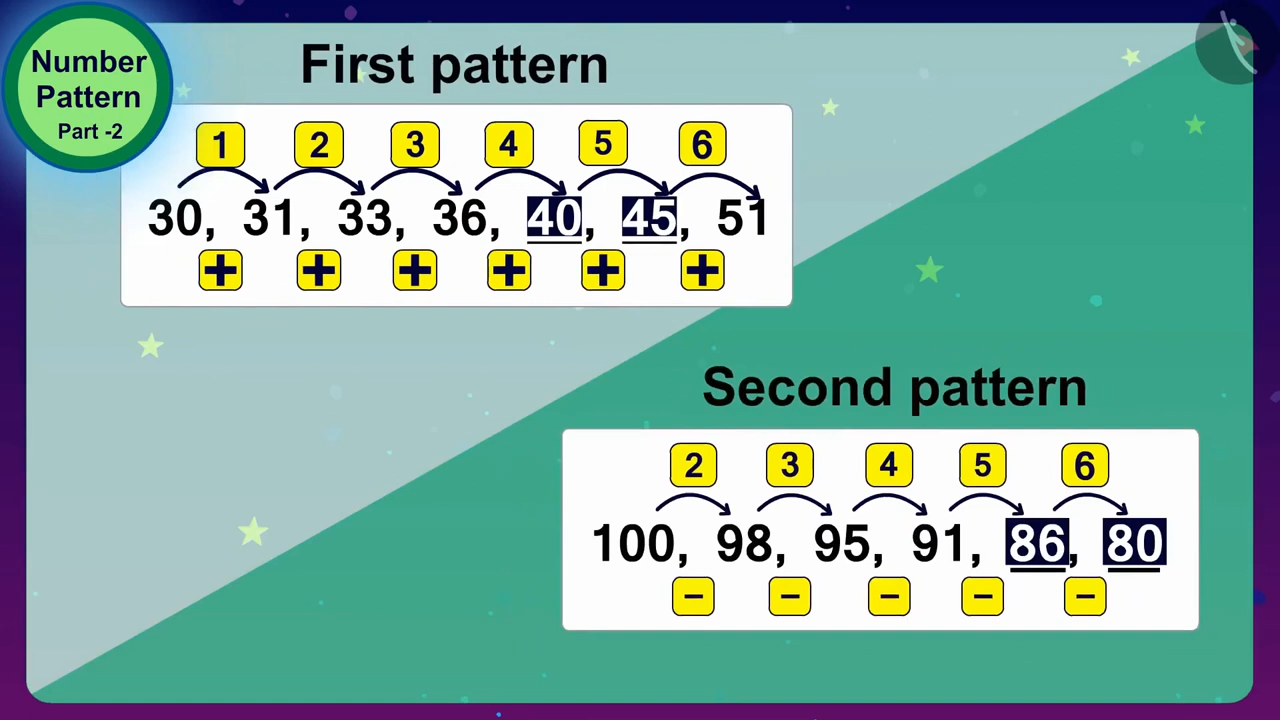 Number
Pattern
Part -2
First pattern
1 2 3 4 5 6
30, 31, 33, 36, 40, 45, 51
+ + + + + +
Second pattern
2 3 4 5 6
100, 98, 95, 91, 86, 80
− − − − −